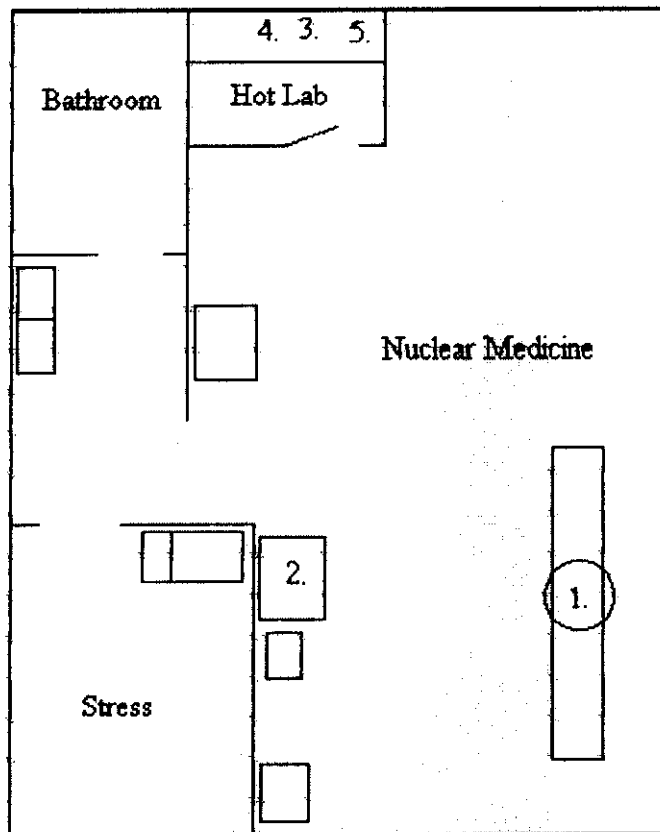 4. 3. 5.
Bathroom
Hot Lab
Nuclear Medicine
2.
1.
Stress